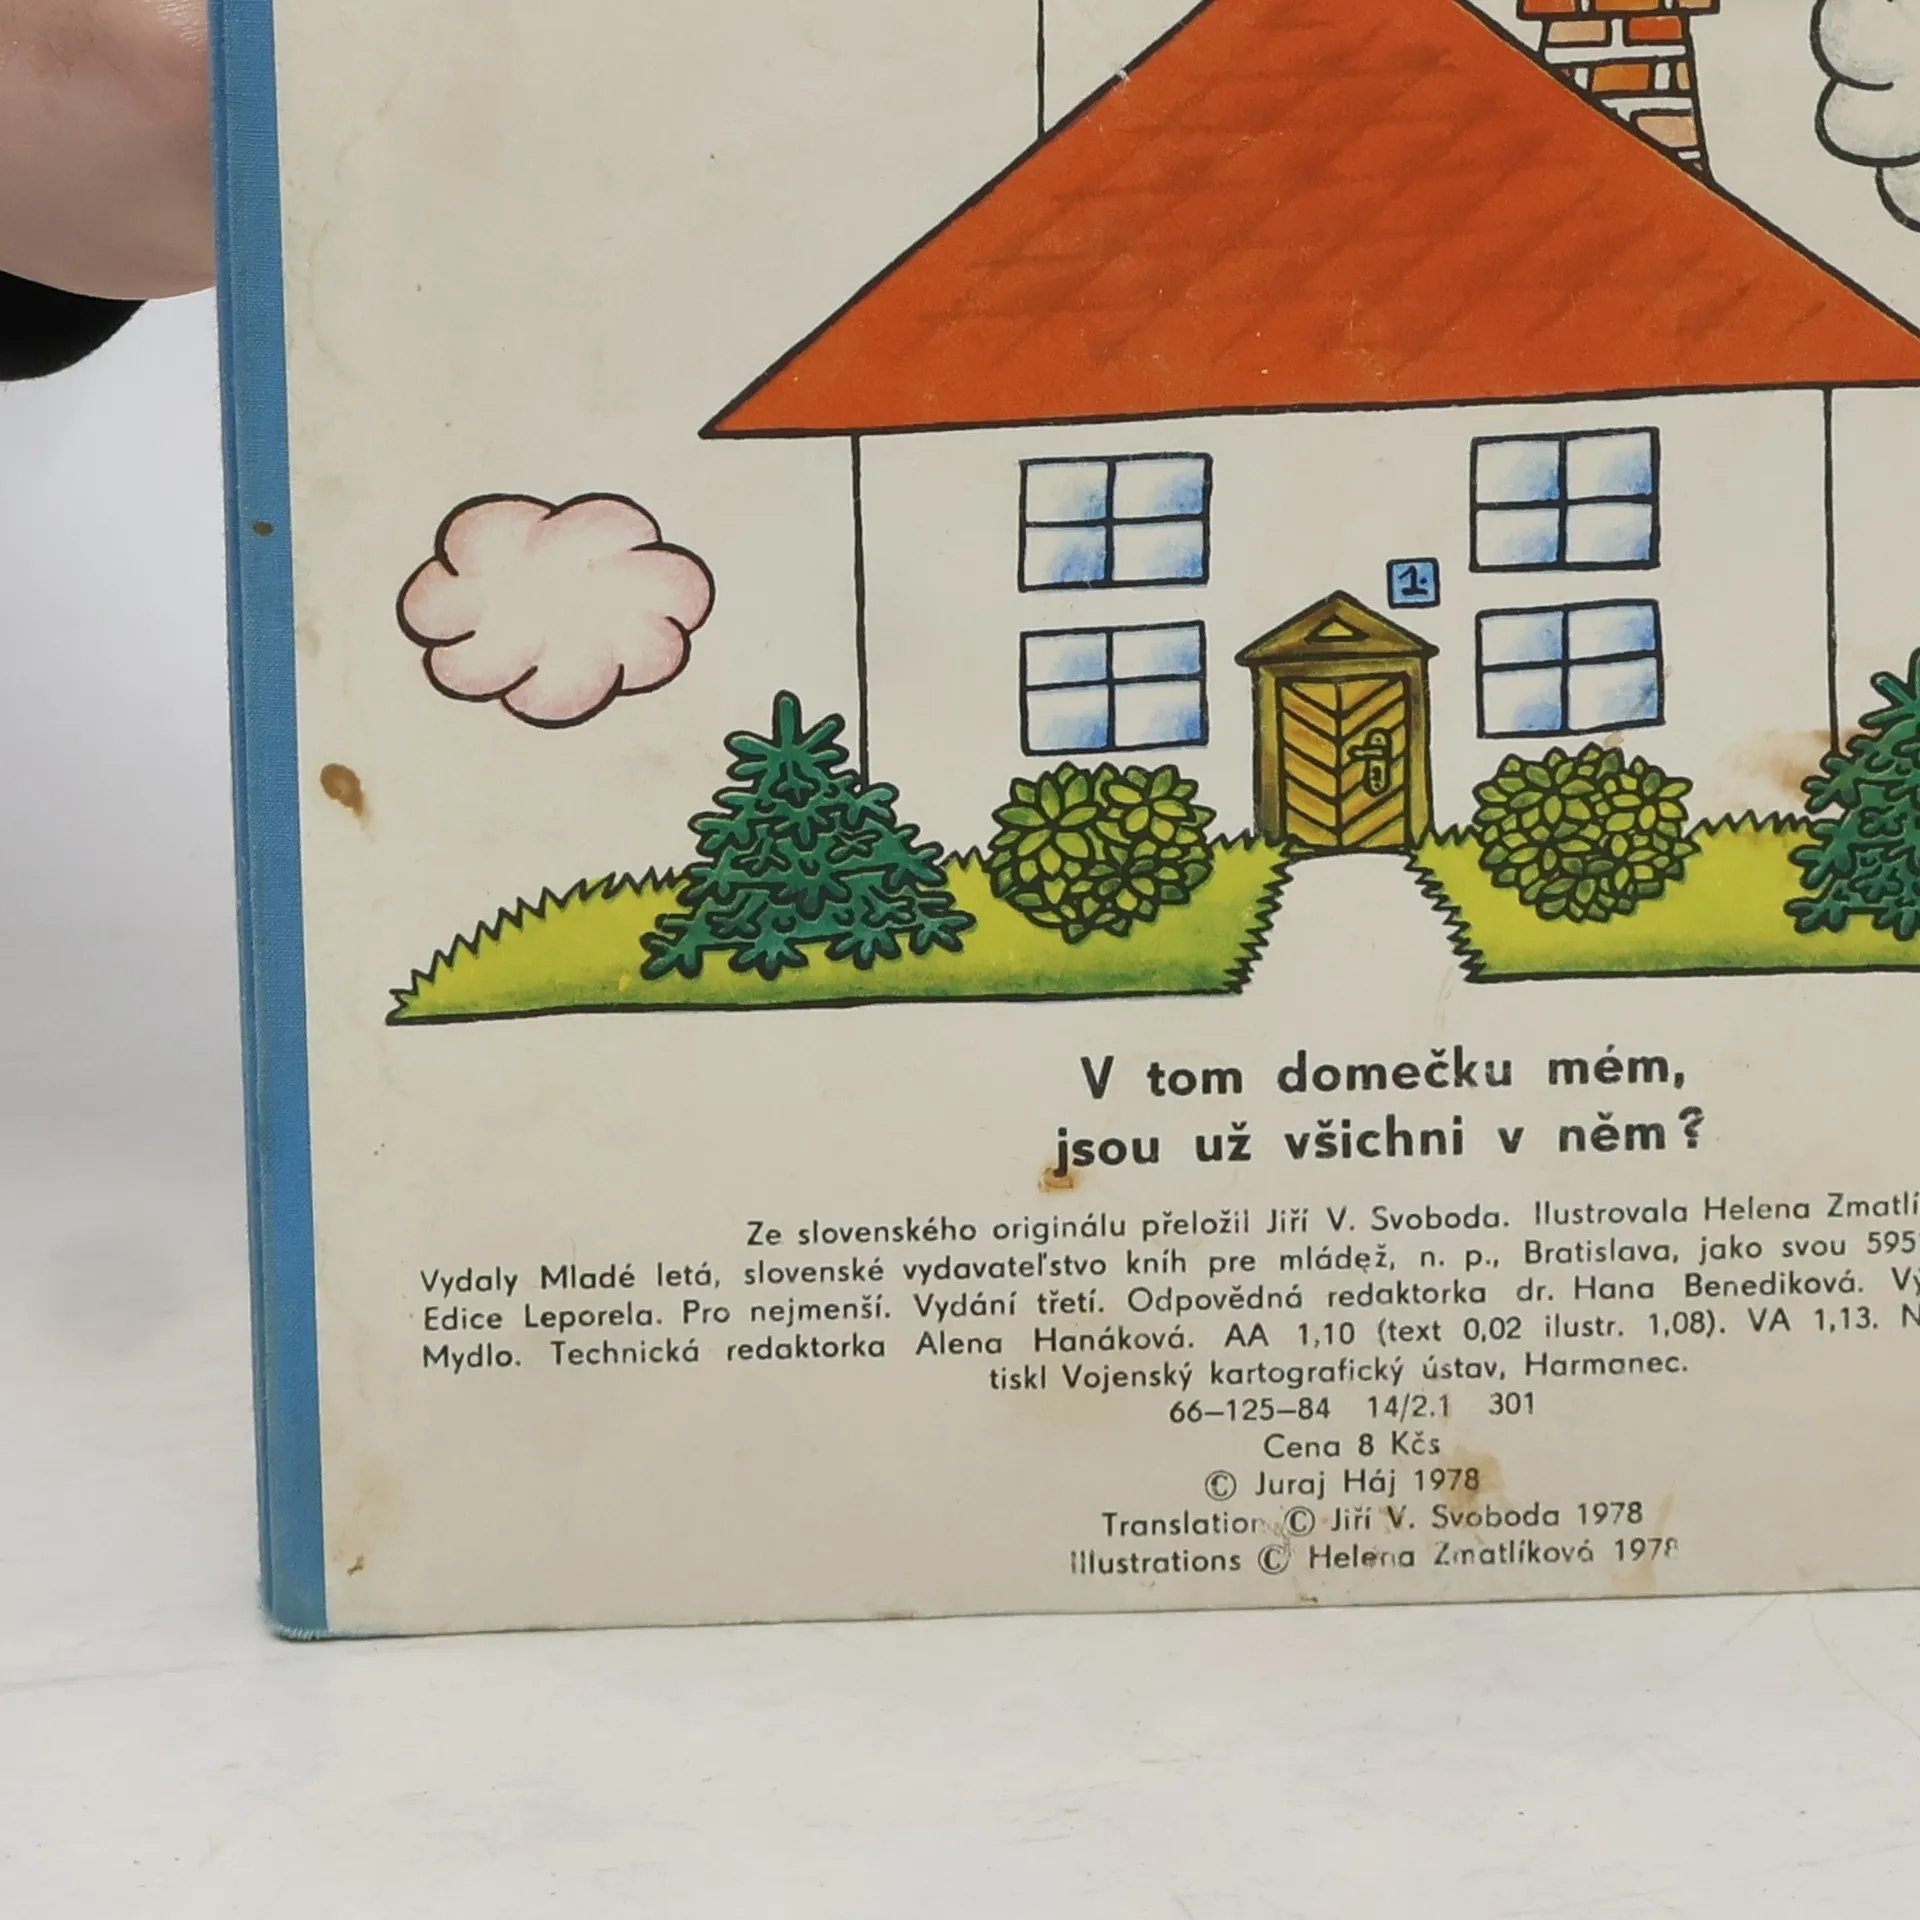 1.
V tom domečku mém,
jsou už všichni v něm?
Ze slovenského originálu přeložil Jiří V. Svoboda. Ilustrovala Helena
Vydaly Mladé letá, slovenské vydavateľstvo kníh pre mládež, n. p., Bratislava, jako svou
Edice Leporela. Pro nejmenší. Vydání třetí. Odpovědná redaktorka dr. Hana Benediková.
Mydlo. Technická redaktorka Alena Hanáková. AA 1,10 (text 0,02 ilustr. 1,08). VA 1,13.
tiskl Vojenský kartografický ústav, Harmanec.
66–125–84 14/2.1 301
Cena 8 Kčs
© Juraj Háj 1978
Translation © Jiří V. Svoboda 1978
Illustrations © Helena Zmatlíková 1978